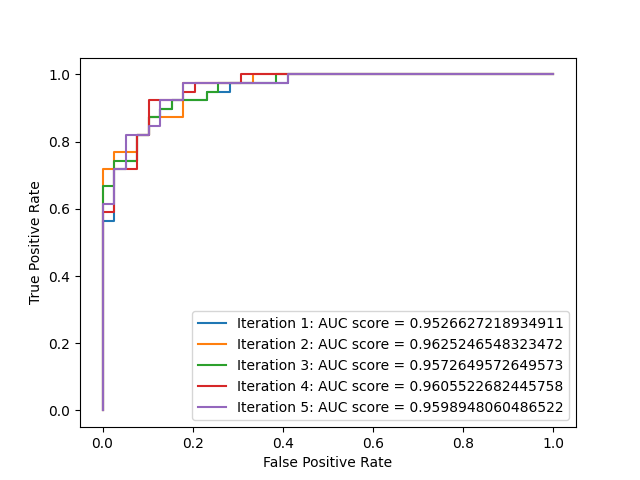 1.0
0.8
0.6
0.4
0.2
0.0
True Positive Rate
Iteration 1: AUC score = 0.9526627218934911
Iteration 2: AUC score = 0.9625246548323472
Iteration 3: AUC score = 0.9572649572649573
Iteration 4: AUC score = 0.9605522682445758
Iteration 5: AUC score = 0.9598948060486522
0.0 0.2 0.4 0.6 0.8 1.0
False Positive Rate